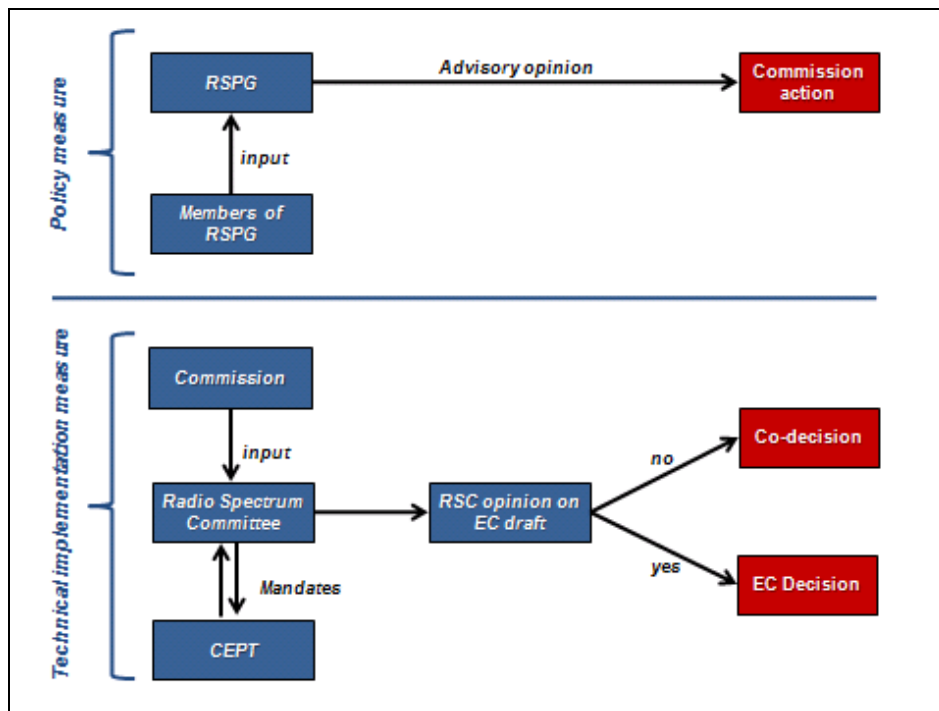 Policy measure
RSPG
Advisory opinion
Commission
action
input
Members of
RSPG
Technical implementation measure
Commission
input
Radio Spectrum
Committee
RSC opinion on
EC draft
no
Co-decision
yes
EC Decision
Mandates
CEPT